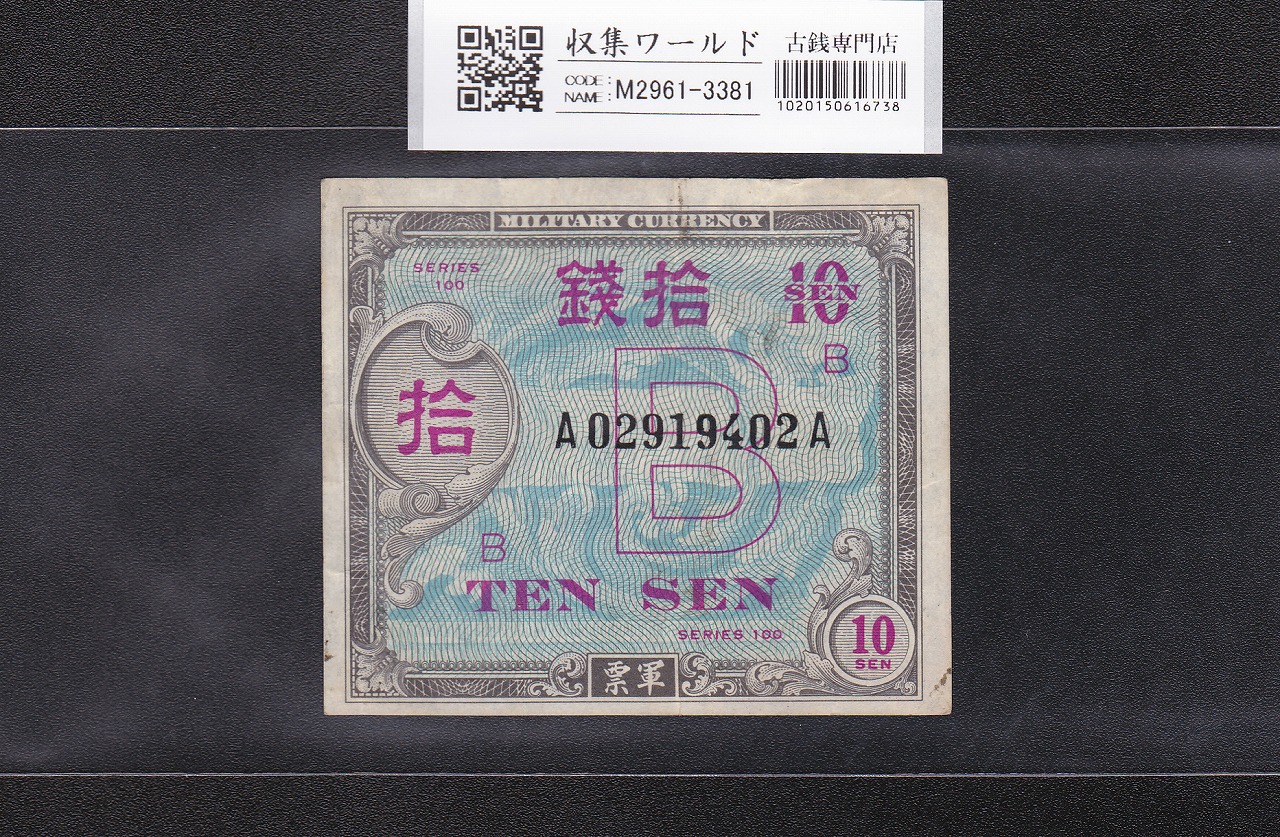 収集ワールド 古銭専門店
CODE:
NAME: M2961-3381
1020150616738
MILITARY CURRENCY
SERIES
100
錢拾
10
SEN
B
拾
B
A02919402A
B
TEN SEN
SERIES 100
10
SEN
票軍